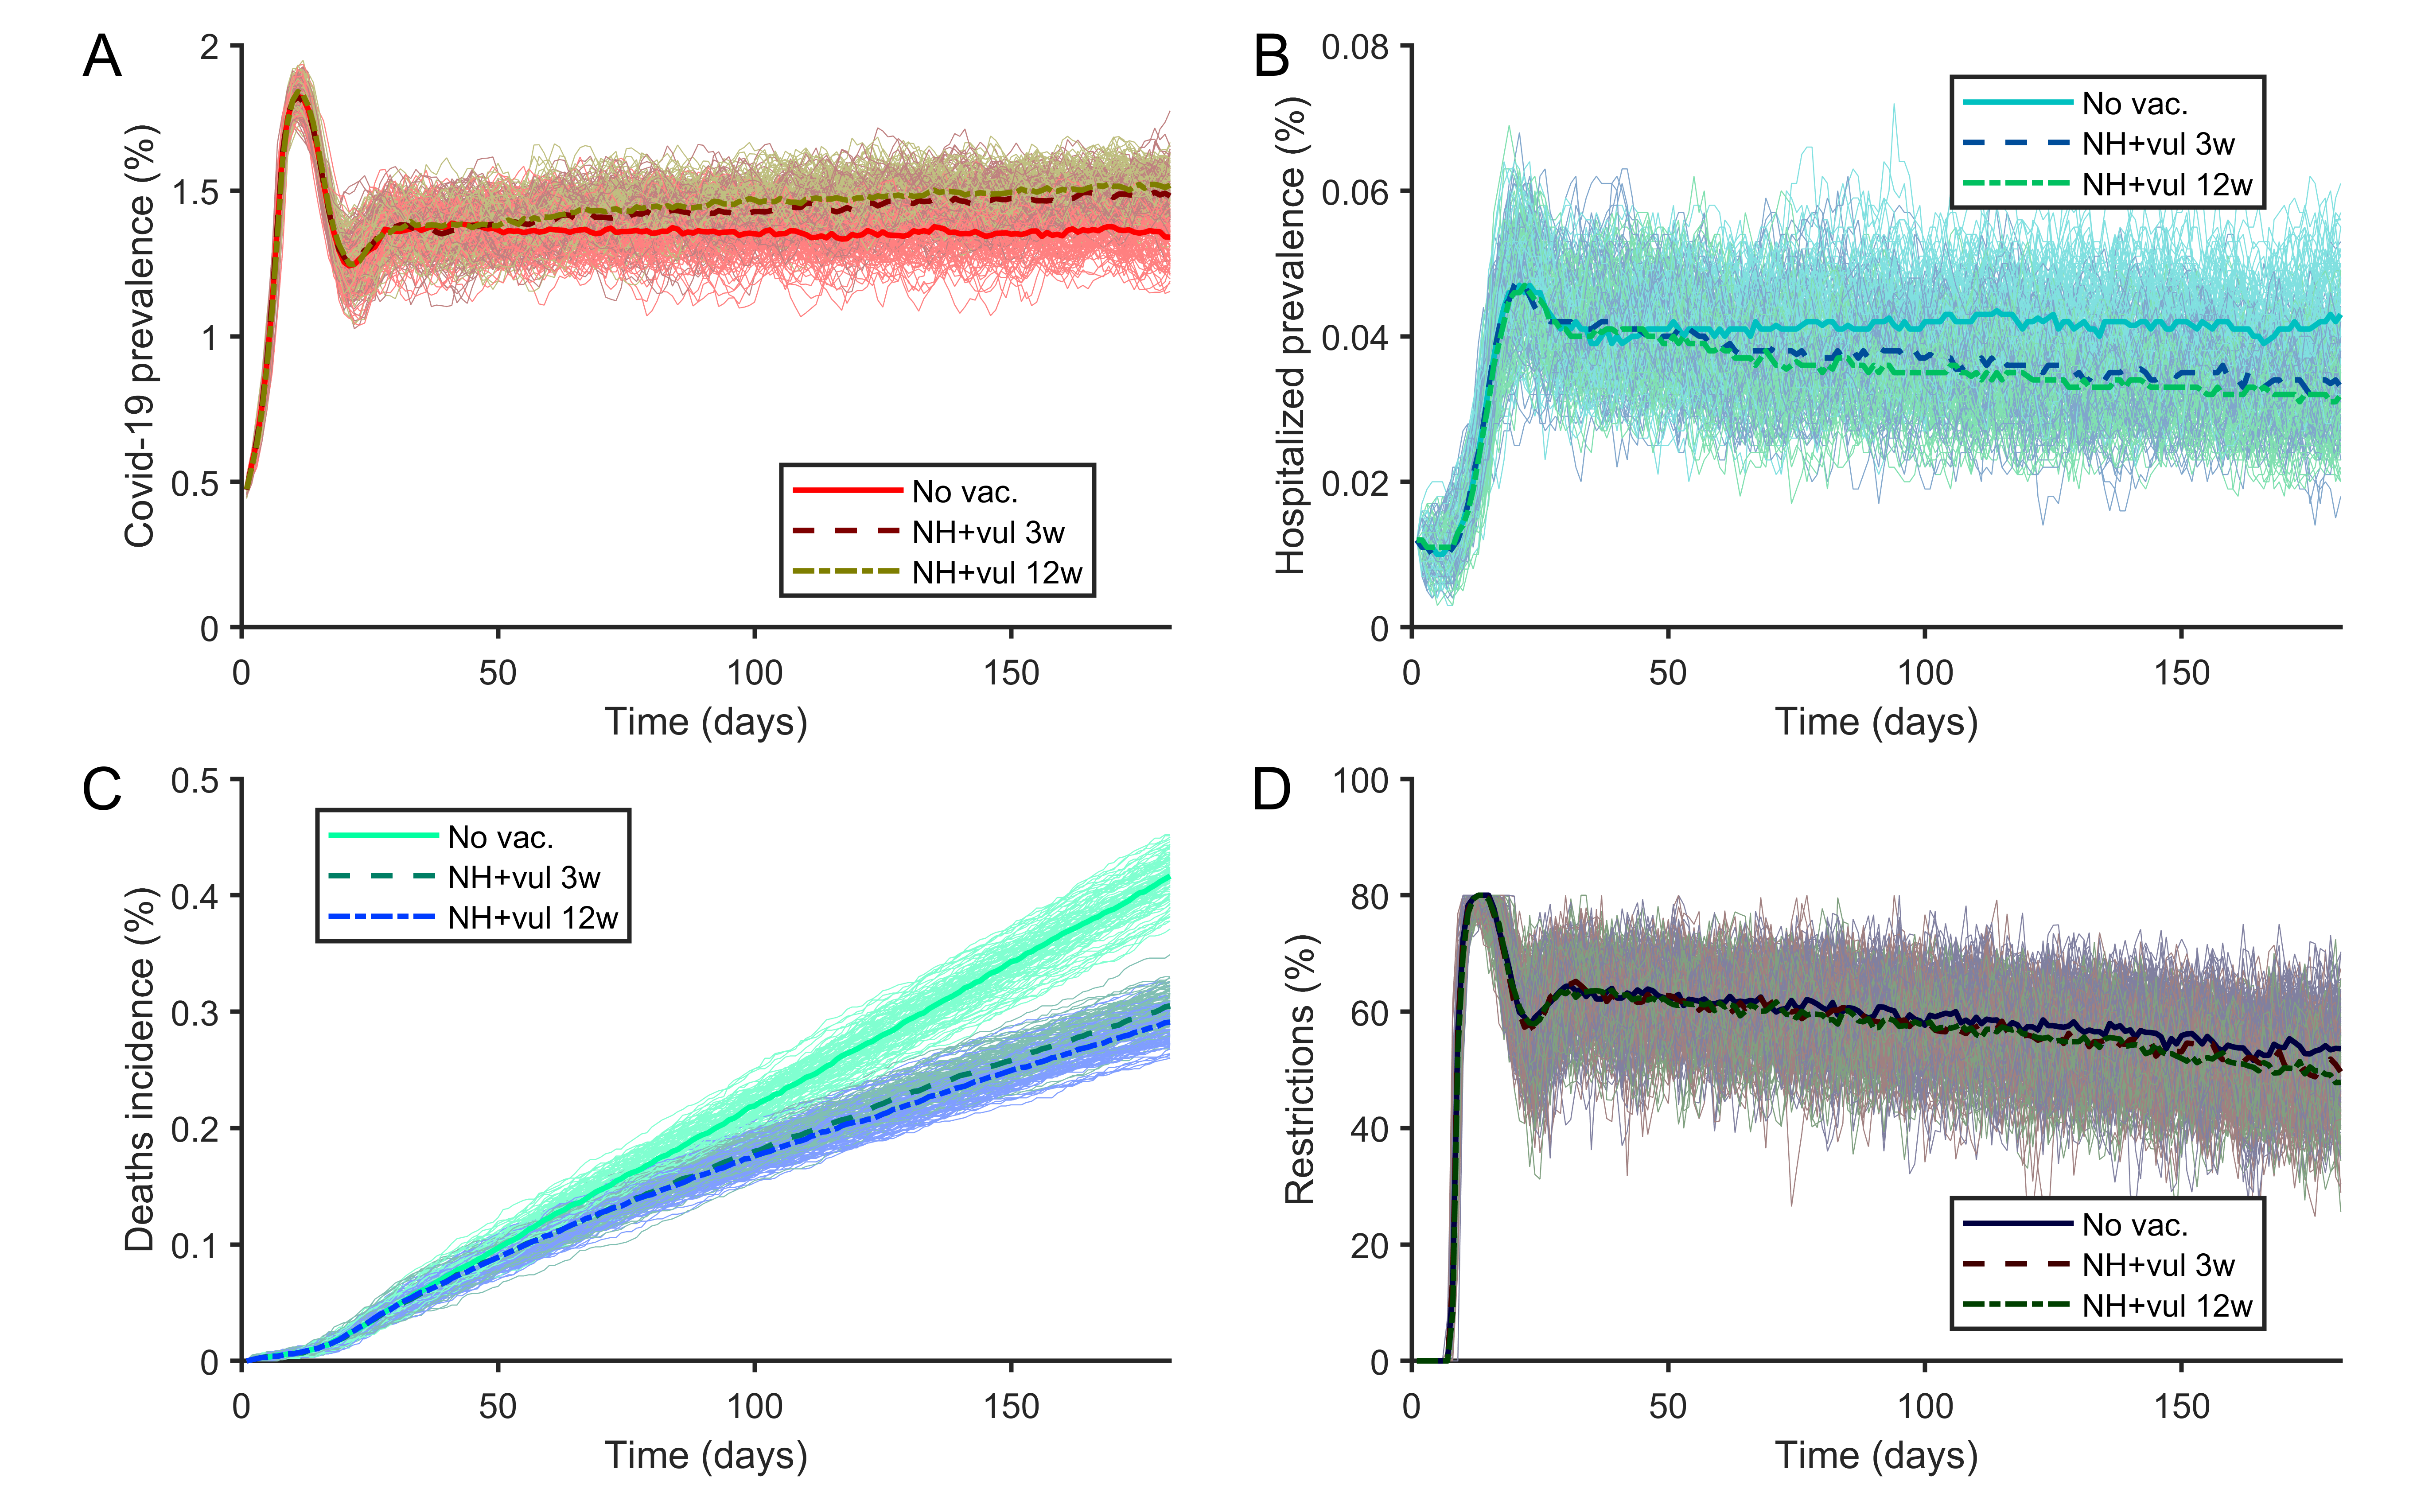 A
Covid-19 prevalence (%)
2
1.5
1
0.5
0
0 50 100 150
Time (days)
No vac.
NH+vul 3w
NH+vul 12w
B
Hospitalized prevalence (%)
0.08
0.06
0.04
0.02
0
0 50 100 150
Time (days)
No vac.
NH+vul 3w
NH+vul 12w
C
Deaths incidence (%)
0.5
0.4
0.3
0.2
0.1
0
0 50 100 150
Time (days)
No vac.
NH+vul 3w
NH+vul 12w
D
Restrictions (%)
100
80
60
40
20
0
0 50 100 150
Time (days)
No vac.
NH+vul 3w
NH+vul 12w